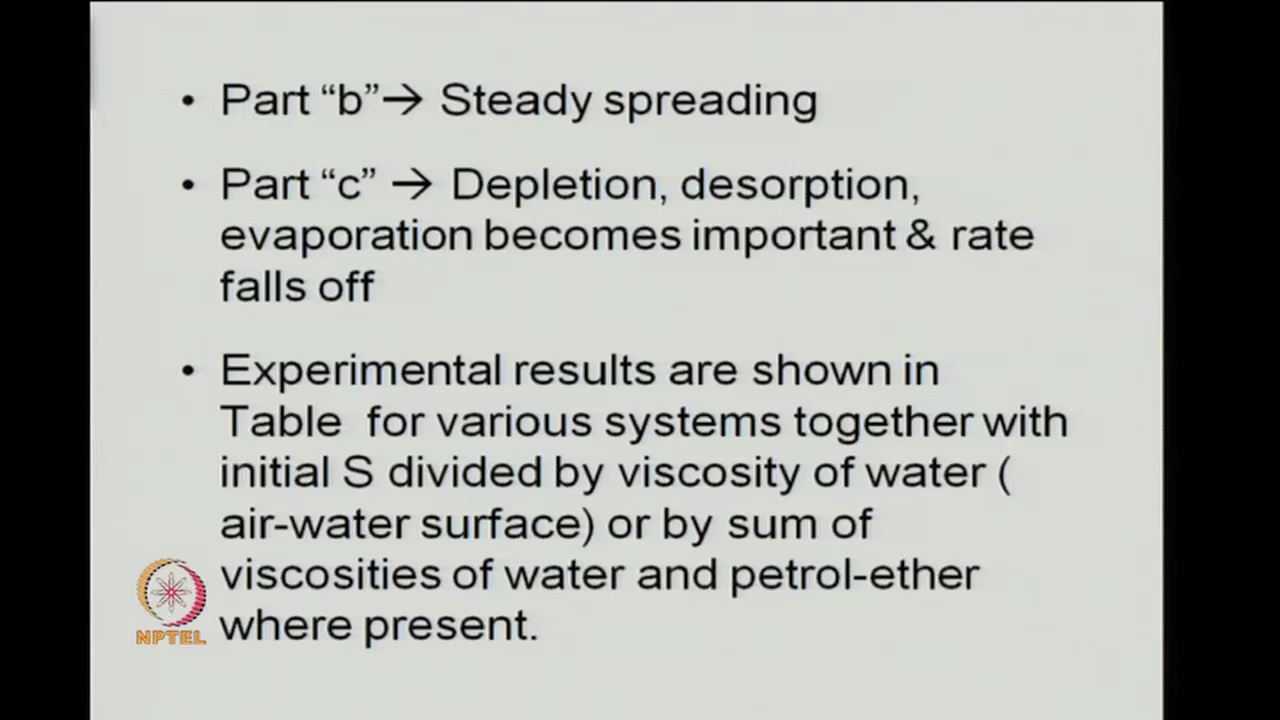 • Part “b”→ Steady spreading
• Part “c” → Depletion, desorption,
evaporation becomes important & rate
falls off
• Experimental results are shown in
Table for various systems together with
initial S divided by viscosity of water (
air-water surface) or by sum of
viscosities of water and petrol-ether
where present.
NPTEL